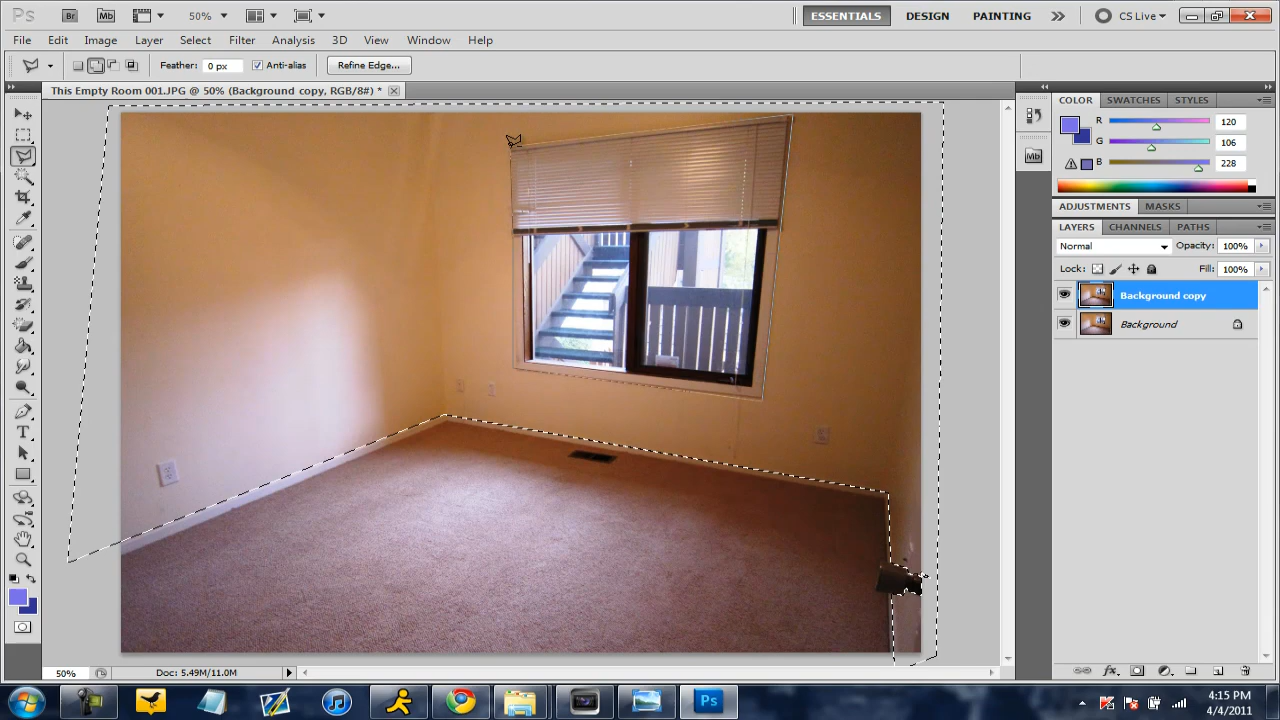 Ps Br Mb 50% ESSENTIALS DESIGN PAINTING CS Live
File Edit Image Layer Select Filter Analysis 3D View Window Help
Feather: 0 px Anti-alias Refine Edge...
This Empty Room 001.JPG @ 50% (Background copy, RGB/8#) *
COLOR SWATCHES STYLES
R 120
G 106
B 228
Mb
ADJUSTMENTS MASKS
LAYERS CHANNELS PATHS
Normal Opacity: 100%
Lock: Fill: 100%
Background copy
Background
T
50% Doc: 5.49M/11.0M
fx
Ps
4:15 PM
4/4/2011